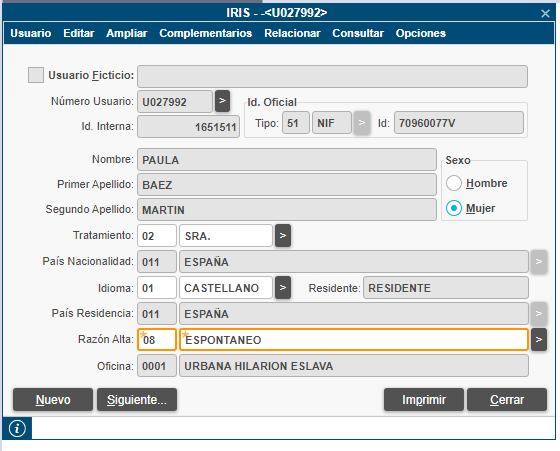 IRIS - -<U027992>
Usuario Editar Ampliar Complementarios Relacionar Consultar Opciones
Usuario Ficticio:
Número Usuario: U027992 >
Id. Oficial
Id. Interna: 1651511
Tipo: 51 NIF > Id: 70960077V
Nombre: PAULA
Sexo
Primer Apellido: BAEZ
Hombre
Segundo Apellido: MARTIN
Mujer
Tratamiento: 02 SRA. >
País Nacionalidad: 011 ESPAÑA >
Idioma: 01 CASTELLANO > Residente: RESIDENTE
País Residencia: 011 ESPAÑA >
Razón Alta: 08 ESPONTANEO >
Oficina: 0001 URBANA HILARION ESLAVA
Nuevo Siguiente... Imprimir Cerrar